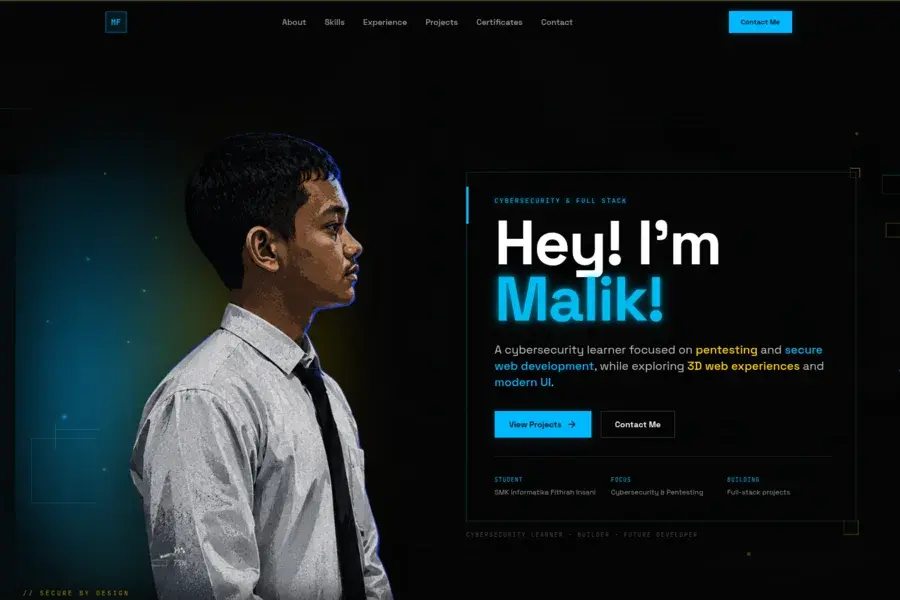 MF
About Skills Experience Projects Certificates Contact
Contact Me
CYBERSECURITY & FULL STACK
Hey! I'm
Malik!
A cybersecurity learner focused on pentesting and secure
web development, while exploring 3D web experiences and
modern UI.
View Projects →
Contact Me
STUDENT
SMK Informatika Fithrah Insani
FOCUS
Cybersecurity & Pentesting
BUILDING
Full-stack projects
CYBERSECURITY LEARNER · BUILDER · FUTURE DEVELOPER
// SECURE BY DESIGN